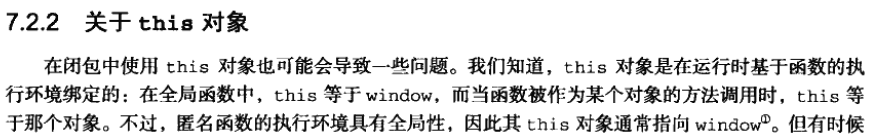 7.2.2 关于 this 对象
在闭包中使用 this 对象也可能会导致一些问题。我们知道，this 对象是在运行时基于函数的执
行环境绑定的：在全局函数中，this 等于 window，而当函数被作为某个对象的方法调用时，this 等
于那个对象。不过，匿名函数的执行环境具有全局性，因此其 this 对象通常指向 window①。但有时候